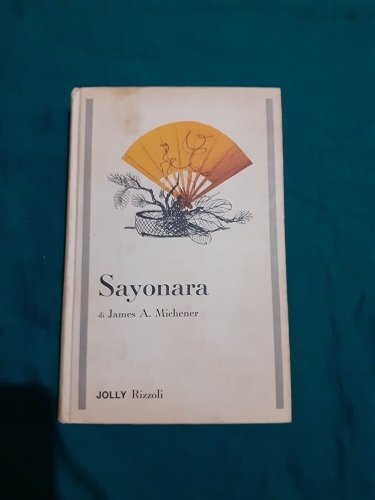 Sayonara
di James A. Michener
JOLLY Rizzoli